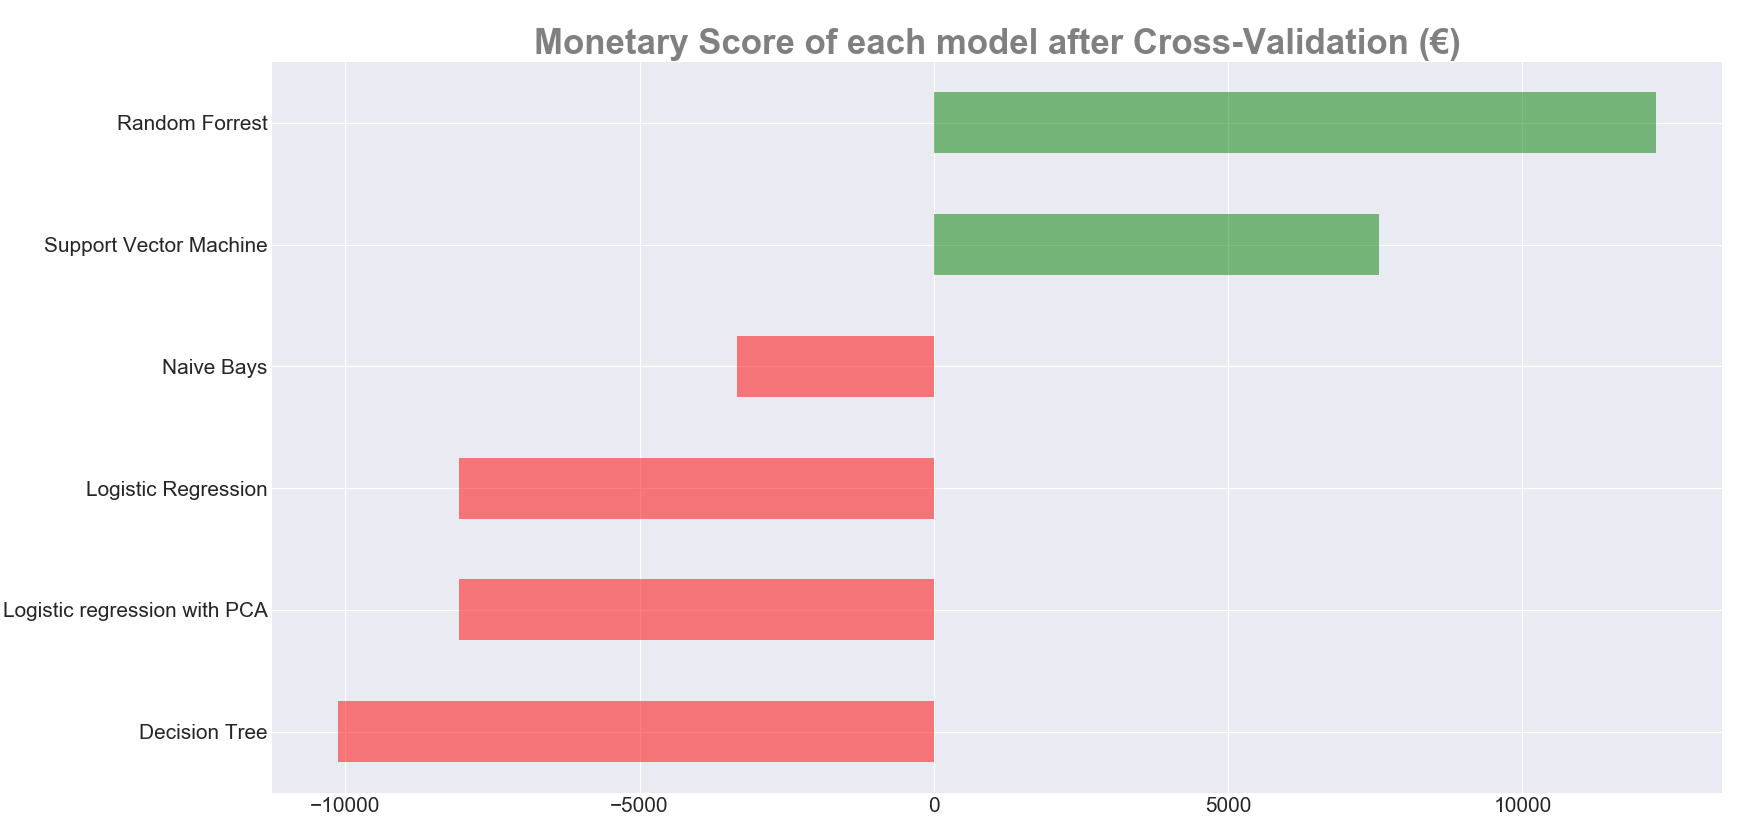 Monetary Score of each model after Cross-Validation (€)
Random Forrest
Support Vector Machine
Naive Bays
Logistic Regression
Logistic regression with PCA
Decision Tree
−10000 −5000 0 5000 10000